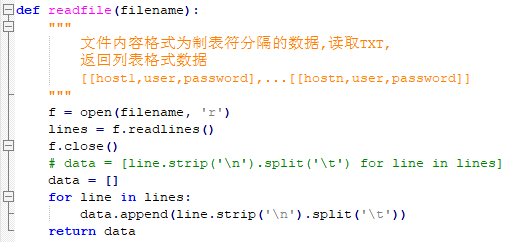 def readfile(filename):
    """
        文件内容格式为制表符分隔的数据,读取TXT,
        返回列表格式数据
        [[host1,user,password],...[[hostn,user,password]]
    """
    f = open(filename, 'r')
    lines = f.readlines()
    f.close()
    # data = [line.strip('\n').split('\t') for line in lines]
    data = []
    for line in lines:
        data.append(line.strip('\n').split('\t'))
    return data